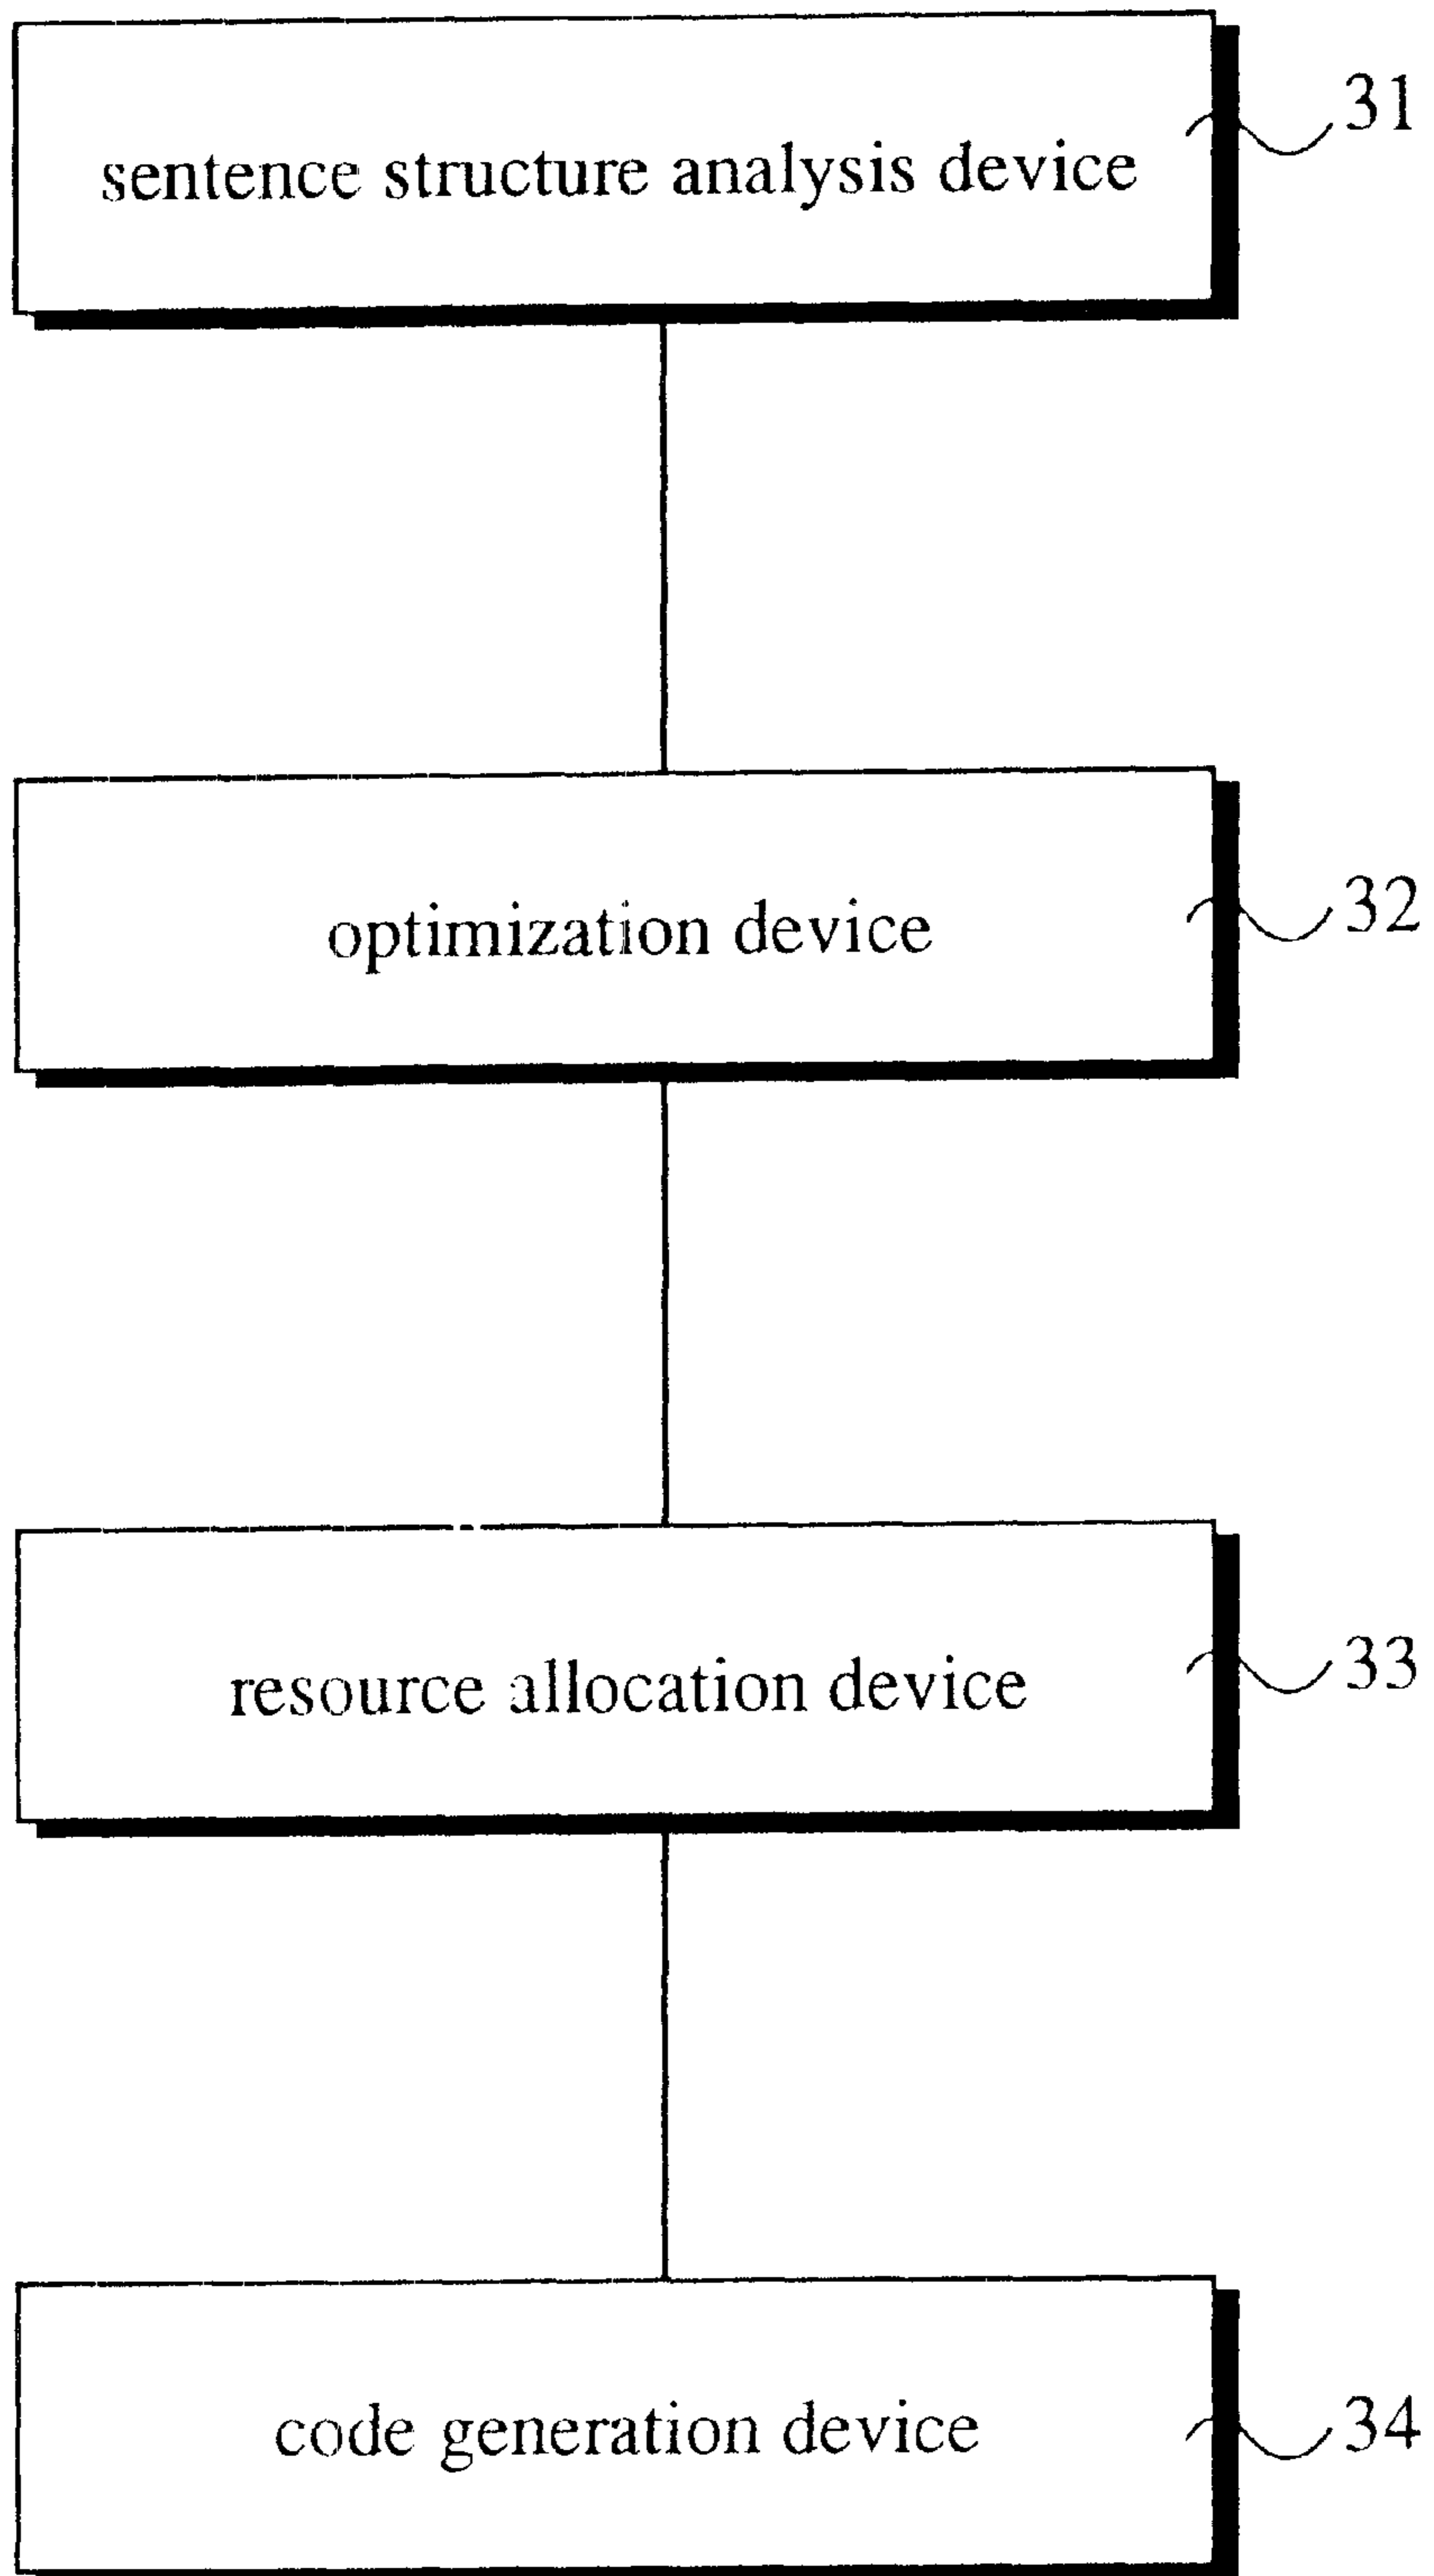 sentence structure analysis device
31
optimization device
32
resource allocation device
33
code generation device
34